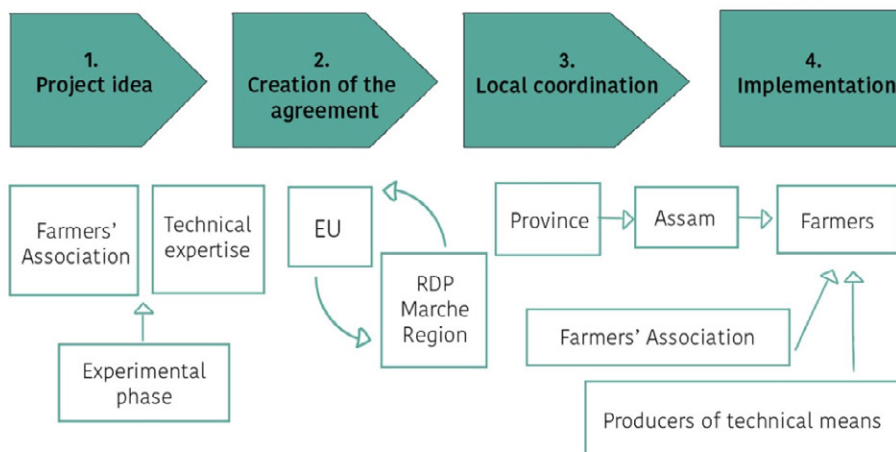 1.
Project idea
2.
Creation of the
agreement
3.
Local coordination
4.
Implementation
Farmers'
Association
Technical
expertise
Experimental
phase
EU
RDP
Marche
Region
Province
Assam
Farmers
Farmers' Association
Producers of technical means